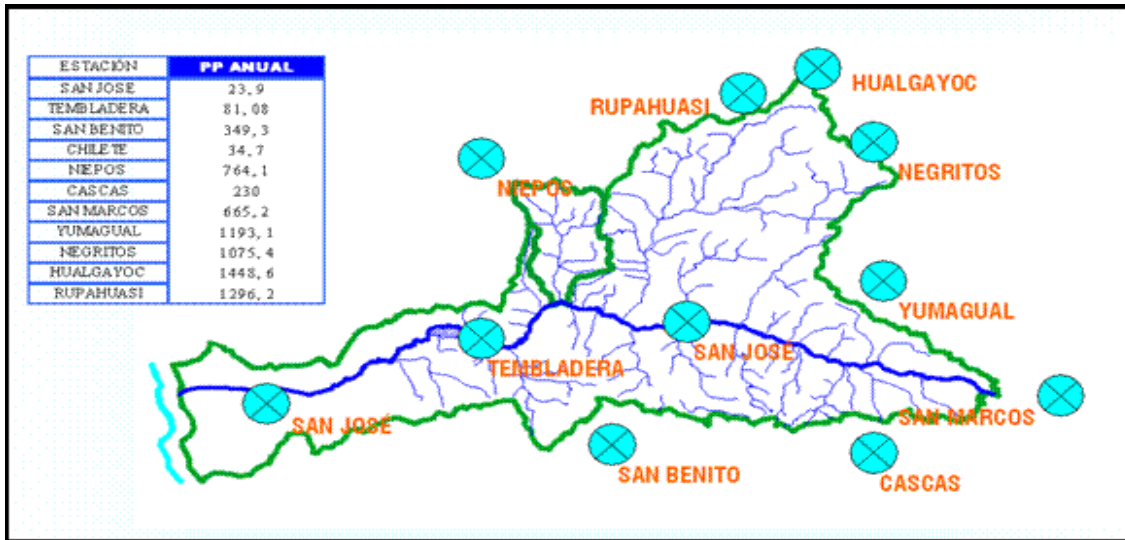 ESTACIÓN PP ANUAL
SAN JOSE 23,9
TEMBLADERA 81,08
SAN BENITO 349,3
CHILETE 34,7
NIEPOS 764,1
CASCAS 230
SAN MARCOS 665,2
YUMAGUAL 1193,1
NEGRITOS 1075,4
HUALGAYOC 1448,6
RUPAHUASI 1296,2
HUALGAYOC
RUPAHUASI
NEGRITOS
NIEPOS
YUMAGUAL
SAN JOSÉ
TEMBLADERA
SAN MARCOS
SAN JOSÉ
SAN BENITO
CASCAS